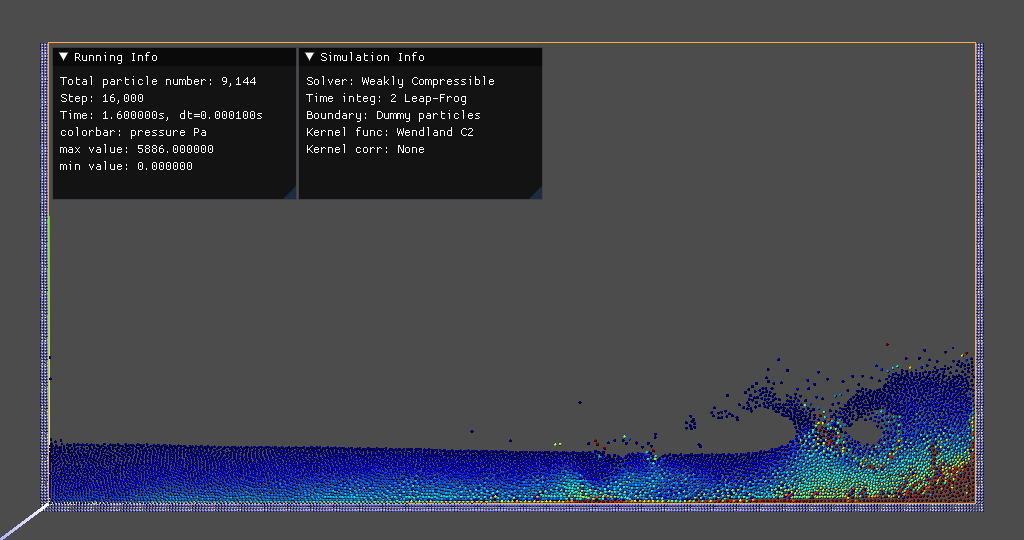 ▼ Running Info
Total particle number: 9,144
Step: 16,000
Time: 1.600000s, dt=0.000100s
colorbar: pressure Pa
max value: 5886.000000
min value: 0.000000
▼ Simulation Info
Solver: Weakly Compressible
Time integ: 2 Leap-Frog
Boundary: Dummy particles
Kernel func: Wendland C2
Kernel corr: None